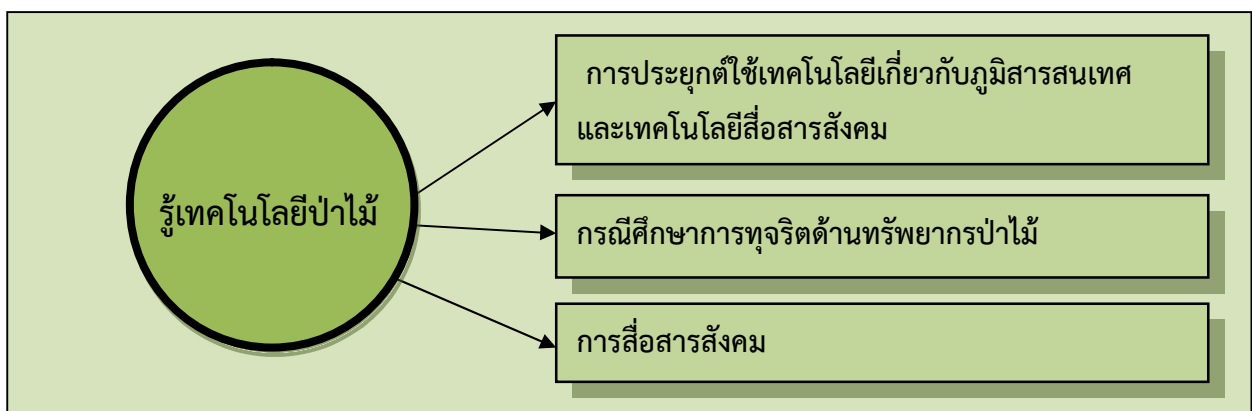 การประยุกต์ใช้เทคโนโลยีเกี่ยวกับภูมิสารสนเทศ
และเทคโนโลยีสื่อสารสังคม
รู้เทคโนโลยีป่าไม้
กรณีศึกษาการทุจริตด้านทรัพยากรป่าไม้
การสื่อสารสังคม